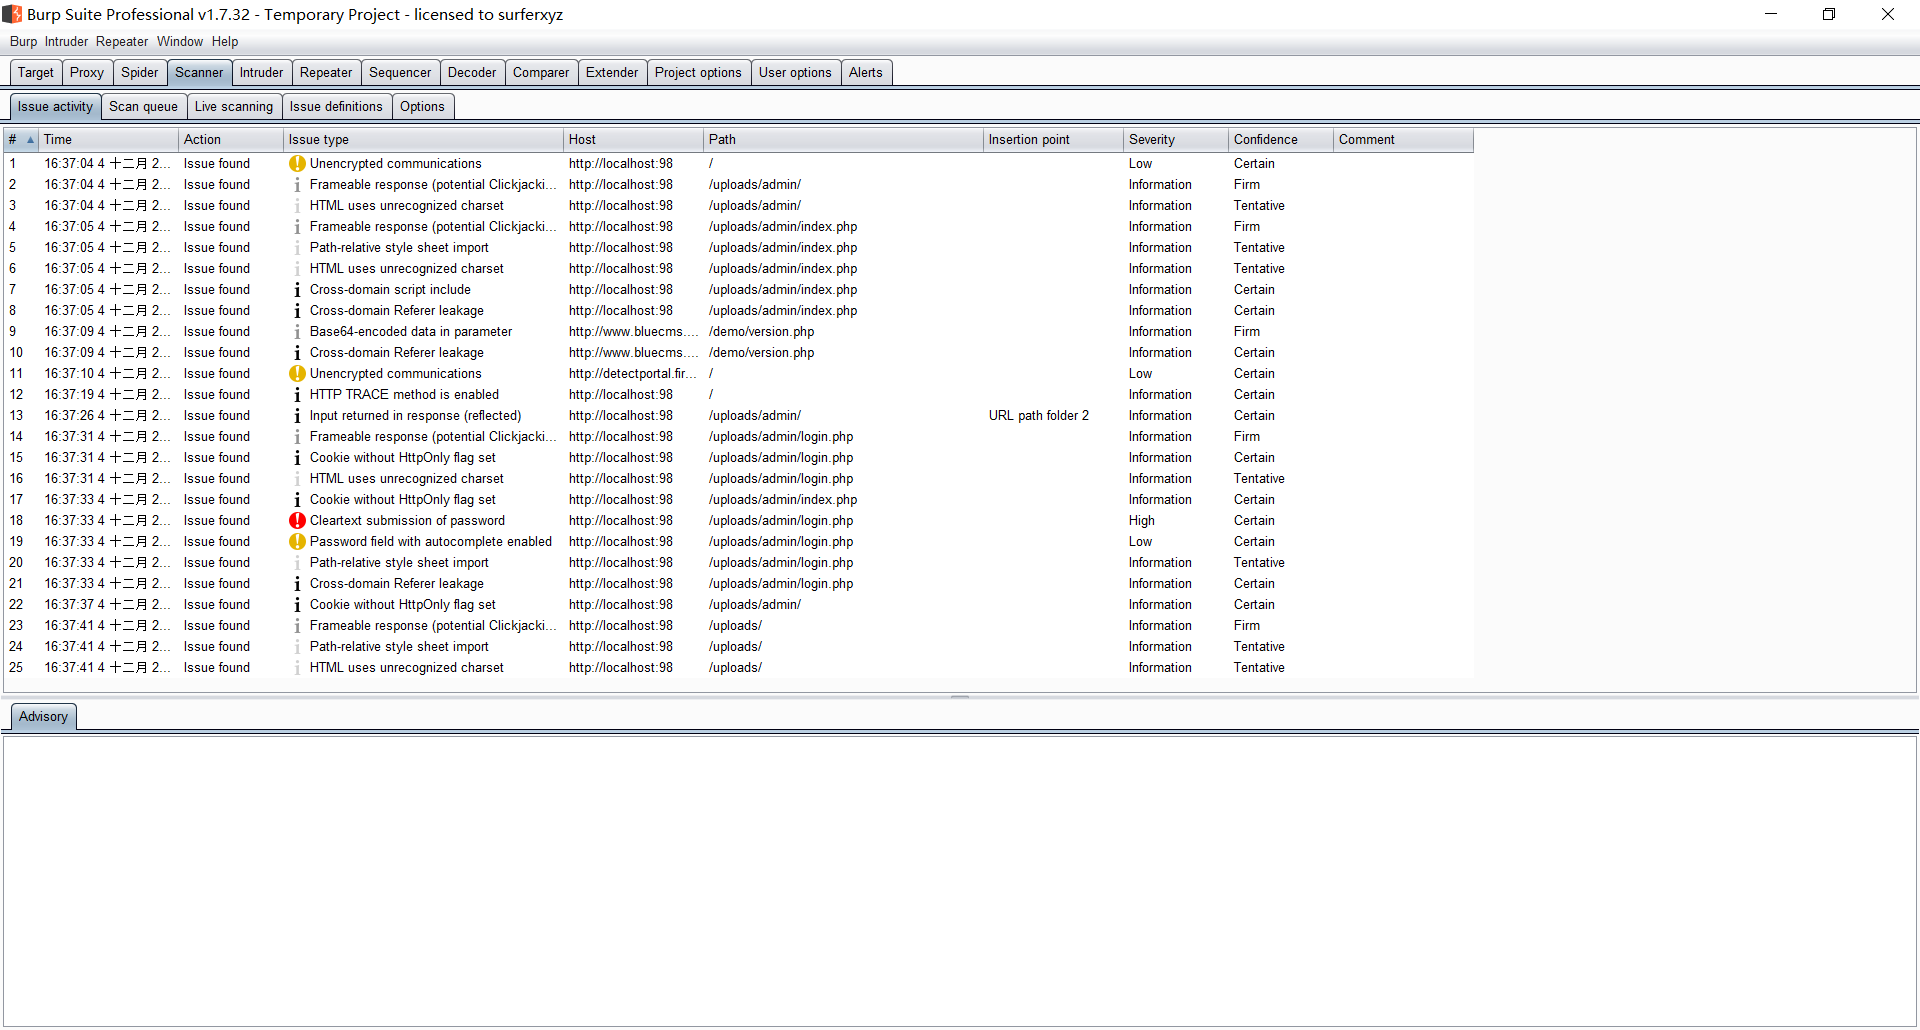 Burp Suite Professional v1.7.32 - Temporary Project - licensed to surferxyz
Burp Intruder Repeater Window Help
Target Proxy Spider Scanner Intruder Repeater Sequencer Decoder Comparer Extender Project options User options Alerts
Issue activity Scan queue Live scanning Issue definitions Options
# Time Action Issue type Host Path Insertion point Severity Confidence Comment
1 16:37:04 4 十二月 2... Issue found Unencrypted communications http://localhost:98 / Low Certain
2 16:37:04 4 十二月 2... Issue found Frameable response (potential Clickjacki... http://localhost:98 /uploads/admin/ Information Firm
3 16:37:04 4 十二月 2... Issue found HTML uses unrecognized charset http://localhost:98 /uploads/admin/ Information Tentative
4 16:37:05 4 十二月 2... Issue found Frameable response (potential Clickjacki... http://localhost:98 /uploads/admin/index.php Information Firm
5 16:37:05 4 十二月 2... Issue found Path-relative style sheet import http://localhost:98 /uploads/admin/index.php Information Tentative
6 16:37:05 4 十二月 2... Issue found HTML uses unrecognized charset http://localhost:98 /uploads/admin/index.php Information Tentative
7 16:37:05 4 十二月 2... Issue found Cross-domain script include http://localhost:98 /uploads/admin/index.php Information Certain
8 16:37:05 4 十二月 2... Issue found Cross-domain Referer leakage http://localhost:98 /uploads/admin/index.php Information Certain
9 16:37:09 4 十二月 2... Issue found Base64-encoded data in parameter http://www.bluecms.... /demo/version.php Information Firm
10 16:37:09 4 十二月 2... Issue found Cross-domain Referer leakage http://www.bluecms.... /demo/version.php Information Certain
11 16:37:10 4 十二月 2... Issue found Unencrypted communications http://detectportal.fir... / Low Certain
12 16:37:19 4 十二月 2... Issue found HTTP TRACE method is enabled http://localhost:98 / Information Certain
13 16:37:26 4 十二月 2... Issue found Input returned in response (reflected) http://localhost:98 /uploads/admin/ URL path folder 2 Information Certain
14 16:37:31 4 十二月 2... Issue found Frameable response (potential Clickjacki... http://localhost:98 /uploads/admin/login.php Information Firm
15 16:37:31 4 十二月 2... Issue found Cookie without HttpOnly flag set http://localhost:98 /uploads/admin/login.php Information Certain
16 16:37:31 4 十二月 2... Issue found HTML uses unrecognized charset http://localhost:98 /uploads/admin/login.php Information Tentative
17 16:37:33 4 十二月 2... Issue found Cookie without HttpOnly flag set http://localhost:98 /uploads/admin/index.php Information Certain
18 16:37:33 4 十二月 2... Issue found Cleartext submission of password http://localhost:98 /uploads/admin/login.php High Certain
19 16:37:33 4 十二月 2... Issue found Password field with autocomplete enabled http://localhost:98 /uploads/admin/login.php Low Certain
20 16:37:33 4 十二月 2... Issue found Path-relative style sheet import http://localhost:98 /uploads/admin/login.php Information Tentative
21 16:37:33 4 十二月 2... Issue found Cross-domain Referer leakage http://localhost:98 /uploads/admin/login.php Information Certain
22 16:37:37 4 十二月 2... Issue found Cookie without HttpOnly flag set http://localhost:98 /uploads/admin/ Information Certain
23 16:37:41 4 十二月 2... Issue found Frameable response (potential Clickjacki... http://localhost:98 /uploads/ Information Firm
24 16:37:41 4 十二月 2... Issue found Path-relative style sheet import http://localhost:98 /uploads/ Information Tentative
25 16:37:41 4 十二月 2... Issue found HTML uses unrecognized charset http://localhost:98 /uploads/ Information Tentative
Advisory